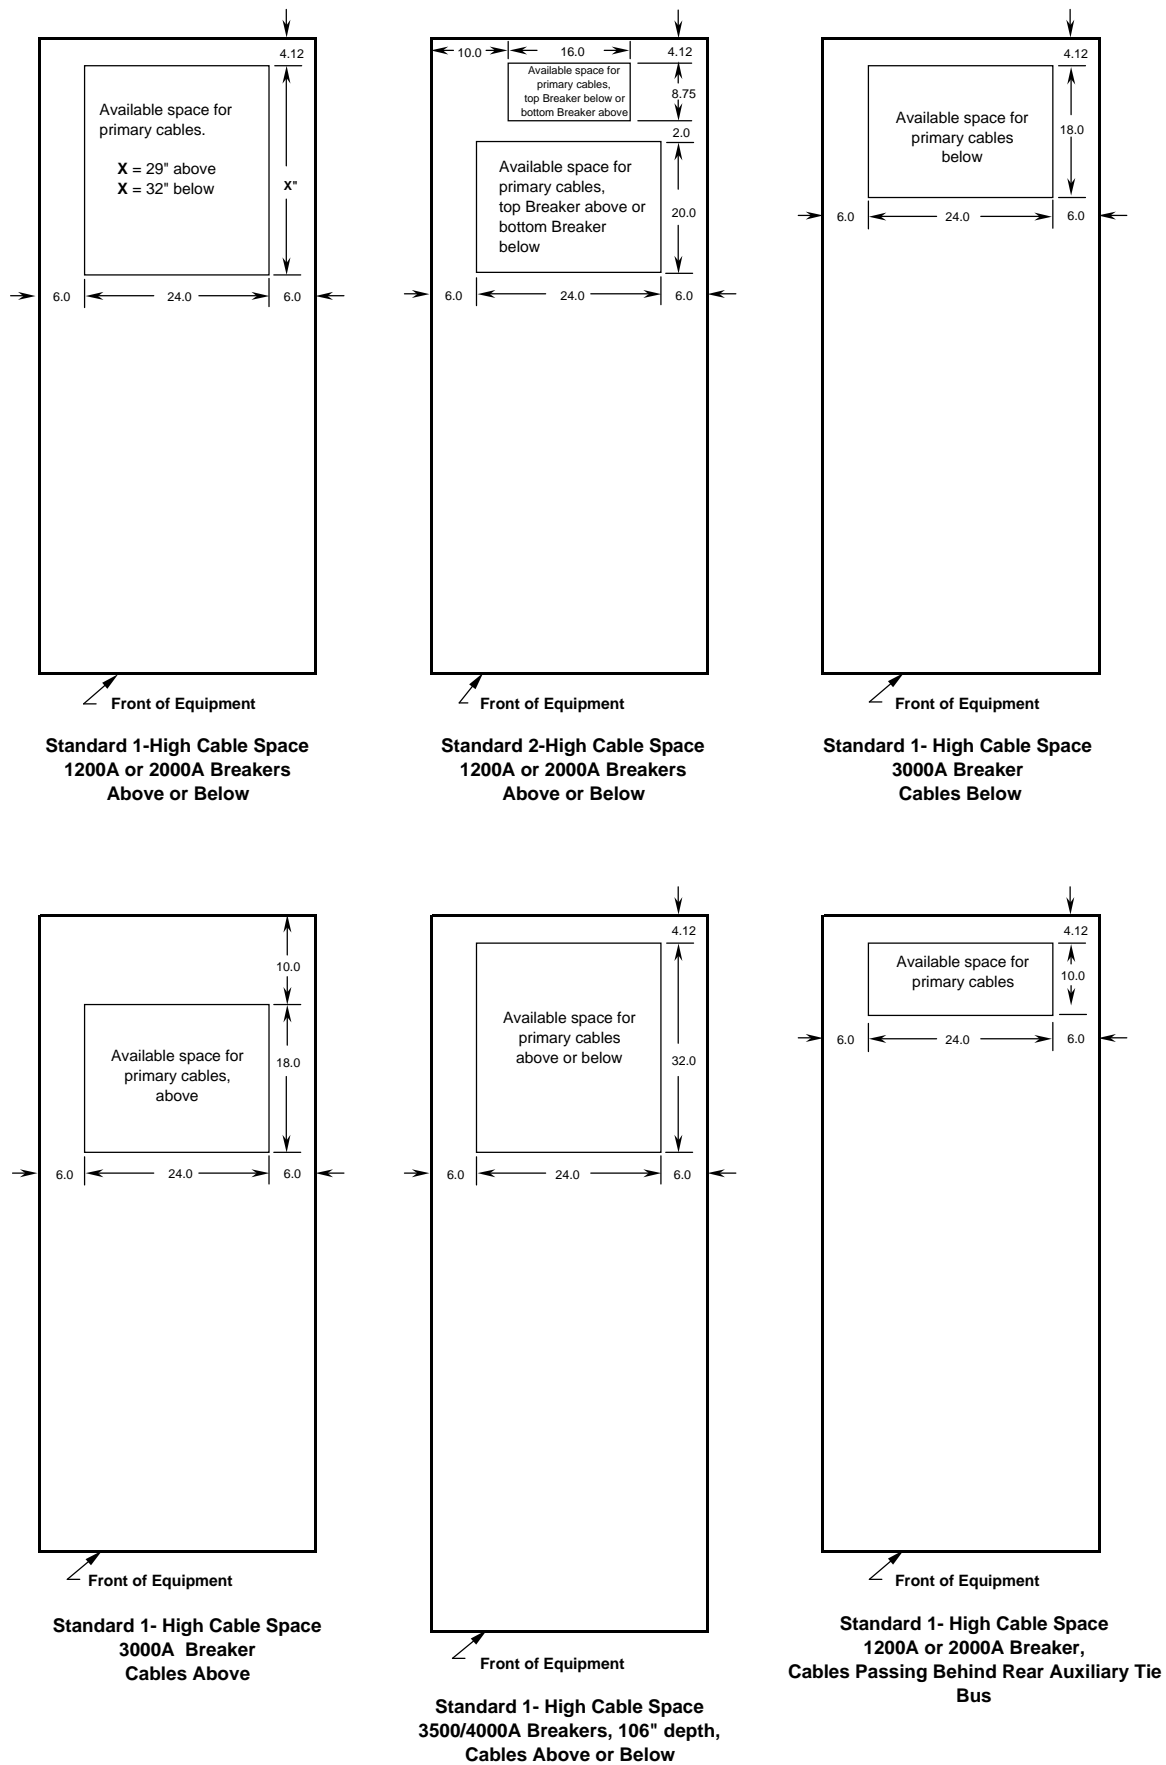 4.12
Available space for
primary cables.
X = 29" above
X = 32" below
X"
6.0
24.0
6.0
Front of Equipment
Standard 1-High Cable Space
1200A or 2000A Breakers
Above or Below
10.0
16.0
4.12
Available space for
primary cables,
top Breaker below or
bottom Breaker above
8.75
2.0
Available space for
primary cables,
top Breaker above or
bottom Breaker
below
20.0
6.0
24.0
6.0
Front of Equipment
Standard 2-High Cable Space
1200A or 2000A Breakers
Above or Below
4.12
Available space for
primary cables
below
18.0
6.0
24.0
6.0
Front of Equipment
Standard 1- High Cable Space
3000A Breaker
Cables Below
10.0
Available space for
primary cables,
above
18.0
6.0
24.0
6.0
Front of Equipment
Standard 1- High Cable Space
3000A Breaker
Cables Above
4.12
Available space for
primary cables
above or below
32.0
6.0
24.0
6.0
Front of Equipment
Standard 1- High Cable Space
3500/4000A Breakers, 106" depth,
Cables Above or Below
4.12
Available space for
primary cables
10.0
6.0
24.0
6.0
Front of Equipment
Standard 1- High Cable Space
1200A or 2000A Breaker,
Cables Passing Behind Rear Auxiliary Tie
Bus